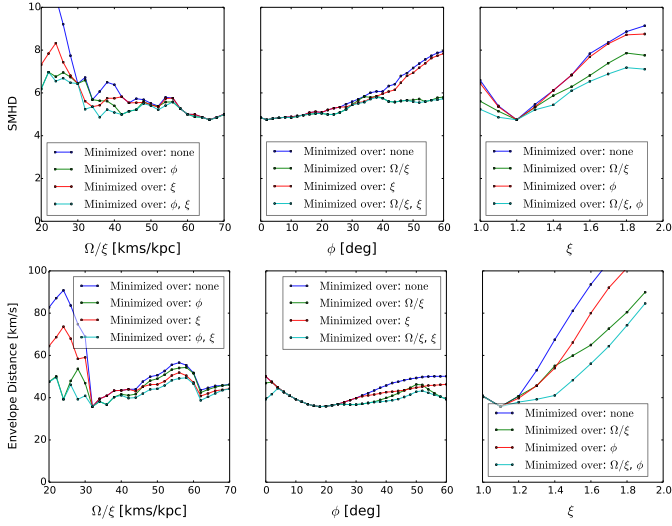 10
8
6
4
2
0
SMHD
20 30 40 50 60 70
Ω/ξ [kms/kpc]
Minimized over: none
Minimized over: ϕ
Minimized over: ξ
Minimized over: ϕ, ξ
0 10 20 30 40 50 60
ϕ [deg]
Minimized over: none
Minimized over: Ω/ξ
Minimized over: ξ
Minimized over: Ω/ξ, ξ
1.0 1.2 1.4 1.6 1.8 2.0
ξ
Minimized over: none
Minimized over: Ω/ξ
Minimized over: ϕ
Minimized over: Ω/ξ, ϕ
100
80
60
40
20
0
Envelope Distance [km/s]
20 30 40 50 60 70
Ω/ξ [kms/kpc]
Minimized over: none
Minimized over: ϕ
Minimized over: ξ
Minimized over: ϕ, ξ
0 10 20 30 40 50 60
ϕ [deg]
Minimized over: none
Minimized over: Ω/ξ
Minimized over: ξ
Minimized over: Ω/ξ, ξ
1.0 1.2 1.4 1.6 1.8 2.0
ξ
Minimized over: none
Minimized over: Ω/ξ
Minimized over: ϕ
Minimized over: Ω/ξ, ϕ